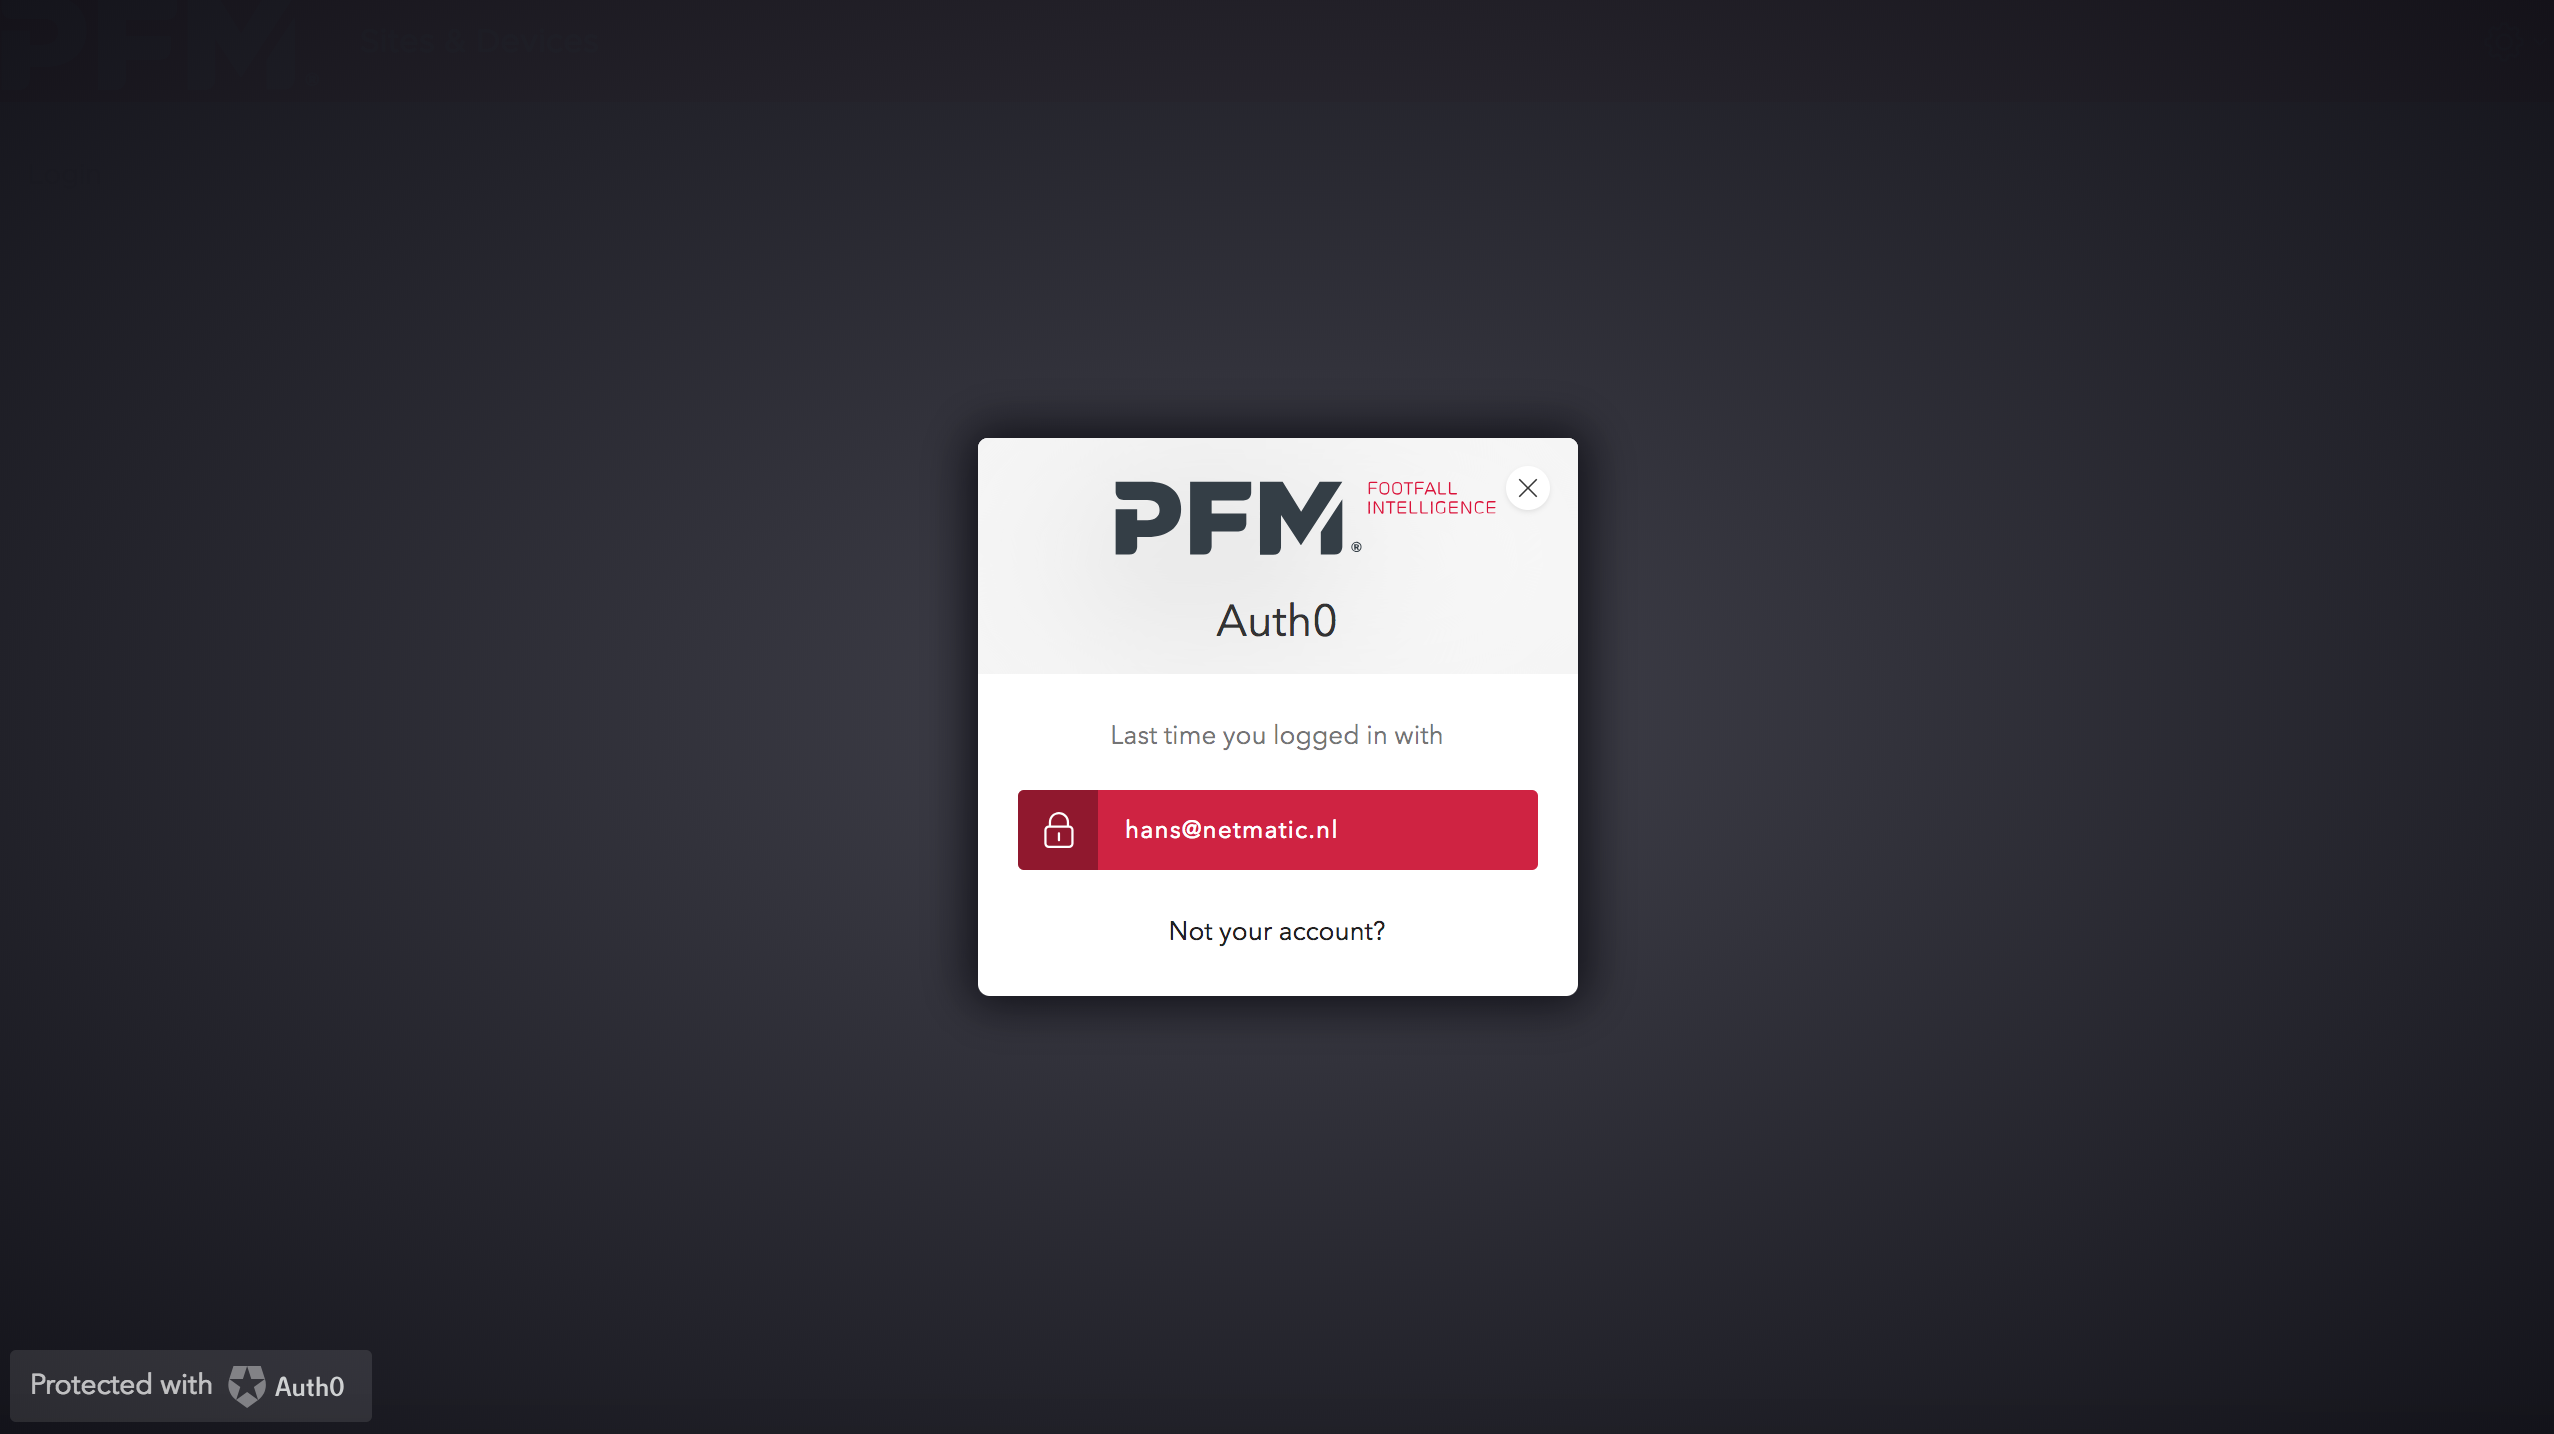 PFM
PFM®
FOOTFALL
INTELLIGENCE
Auth0
Last time you logged in with
hans@netmatic.nl
Not your account?
Protected with Auth0